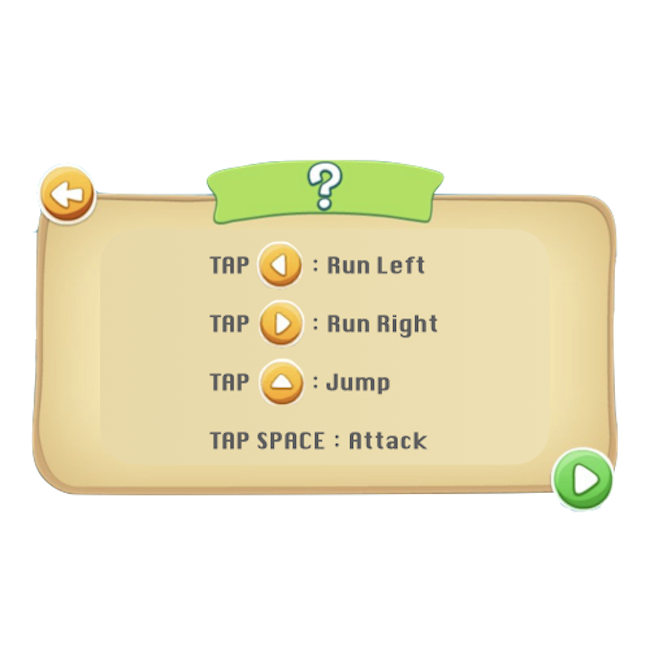 ?
TAP : Run Left
TAP : Run Right
TAP : Jump
TAP SPACE : Attack